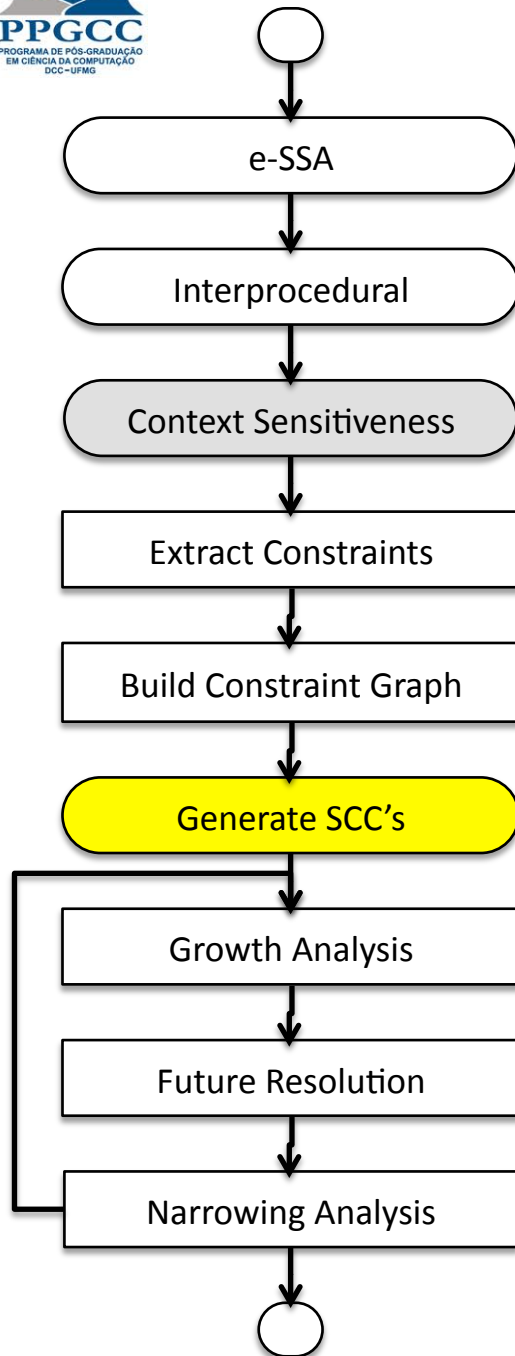 PPGCC
PROGRAMA DE PÓS-GRADUAÇÃO
EM CIÊNCIA DA COMPUTAÇÃO
DCC-UFMG
e-SSA
Interprocedural
Context Sensitiveness
Extract Constraints
Build Constraint Graph
Generate SCC’s
Growth Analysis
Future Resolution
Narrowing Analysis